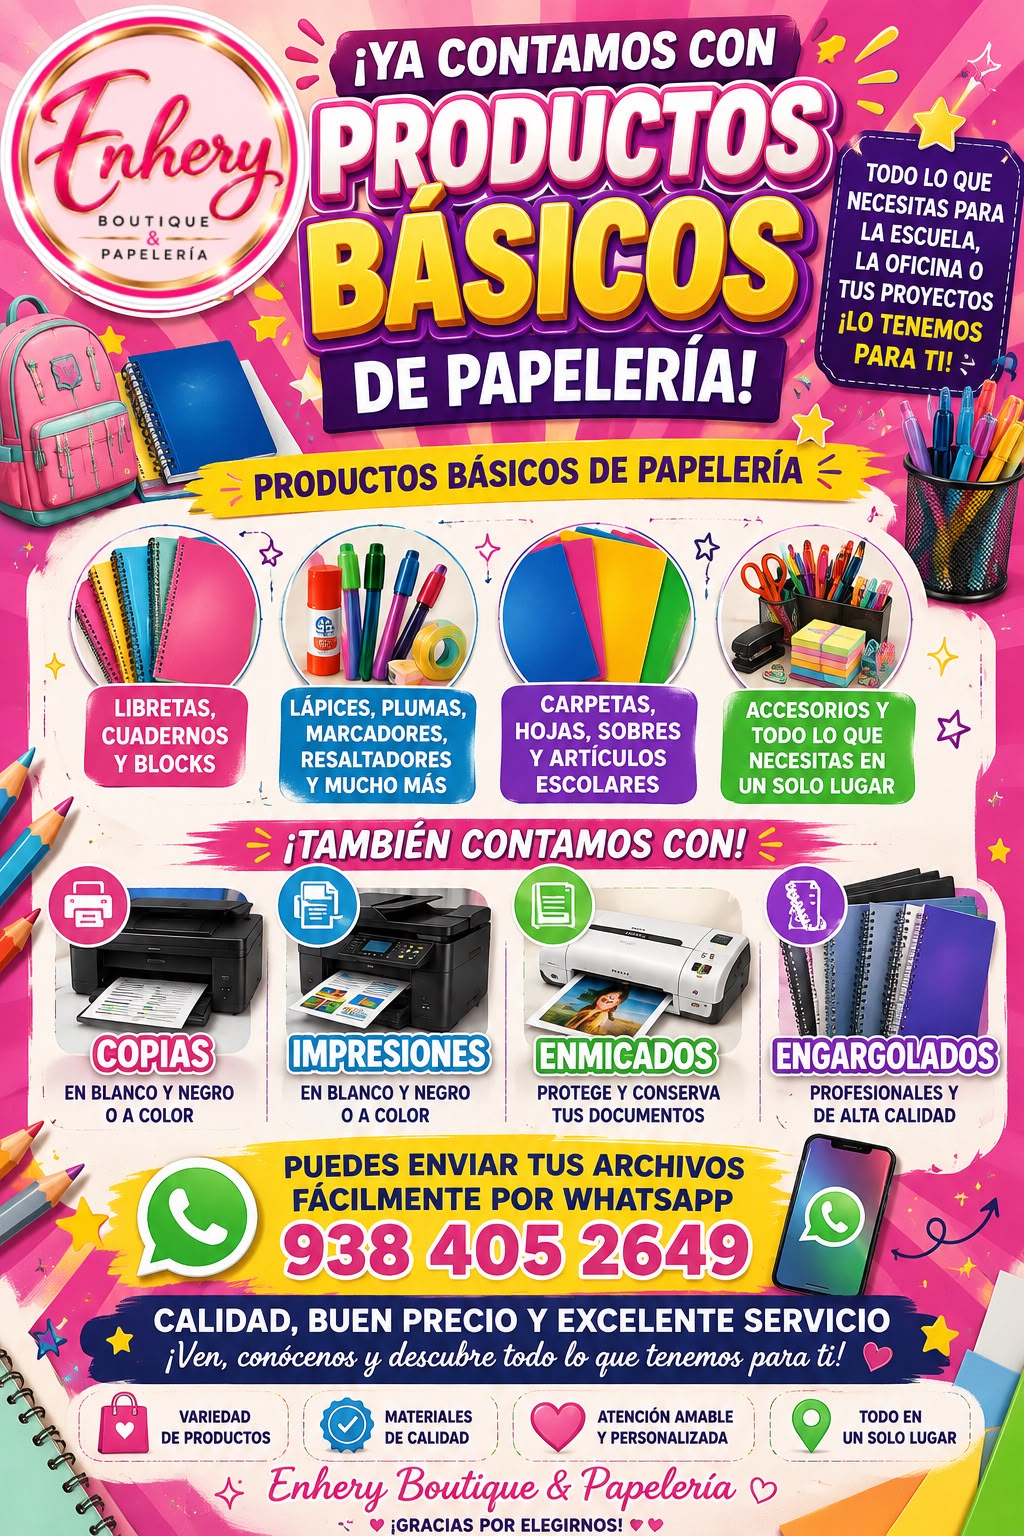 Enhery
BOUTIQUE
&
PAPELERÍA
¡YA CONTAMOS CON
PRODUCTOS
BÁSICOS
DE PAPELERÍA!
TODO LO QUE
NECESITAS PARA
LA ESCUELA,
LA OFICINA O
TUS PROYECTOS
¡LO TENEMOS
PARA TI!
PRODUCTOS BÁSICOS DE PAPELERÍA
LIBRETAS,
CUADERNOS
Y BLOCKS
LÁPICES, PLUMAS,
MARCADORES,
RESALTADORES
Y MUCHO MÁS
CARPETAS,
HOJAS, SOBRES
Y ARTÍCULOS
ESCOLARES
ACCESORIOS Y
TODO LO QUE
NECESITAS EN
UN SOLO LUGAR
¡TAMBIÉN CONTAMOS CON!
COPIAS
EN BLANCO Y NEGRO
O A COLOR
IMPRESIONES
EN BLANCO Y NEGRO
O A COLOR
ENMICADOS
PROTEGE Y CONSERVA
TUS DOCUMENTOS
ENGARGOLADOS
PROFESIONALES Y
DE ALTA CALIDAD
PUEDES ENVIAR TUS ARCHIVOS
FÁCILMENTE POR WHATSAPP
938 405 2649
CALIDAD, BUEN PRECIO Y EXCELENTE SERVICIO
¡Ven, conócenos y descubre todo lo que tenemos para ti!
VARIEDAD
DE PRODUCTOS
MATERIALES
DE CALIDAD
ATENCIÓN AMABLE
Y PERSONALIZADA
TODO EN
UN SOLO LUGAR
Enhery Boutique & Papelería
¡GRACIAS POR ELEGIRNOS!